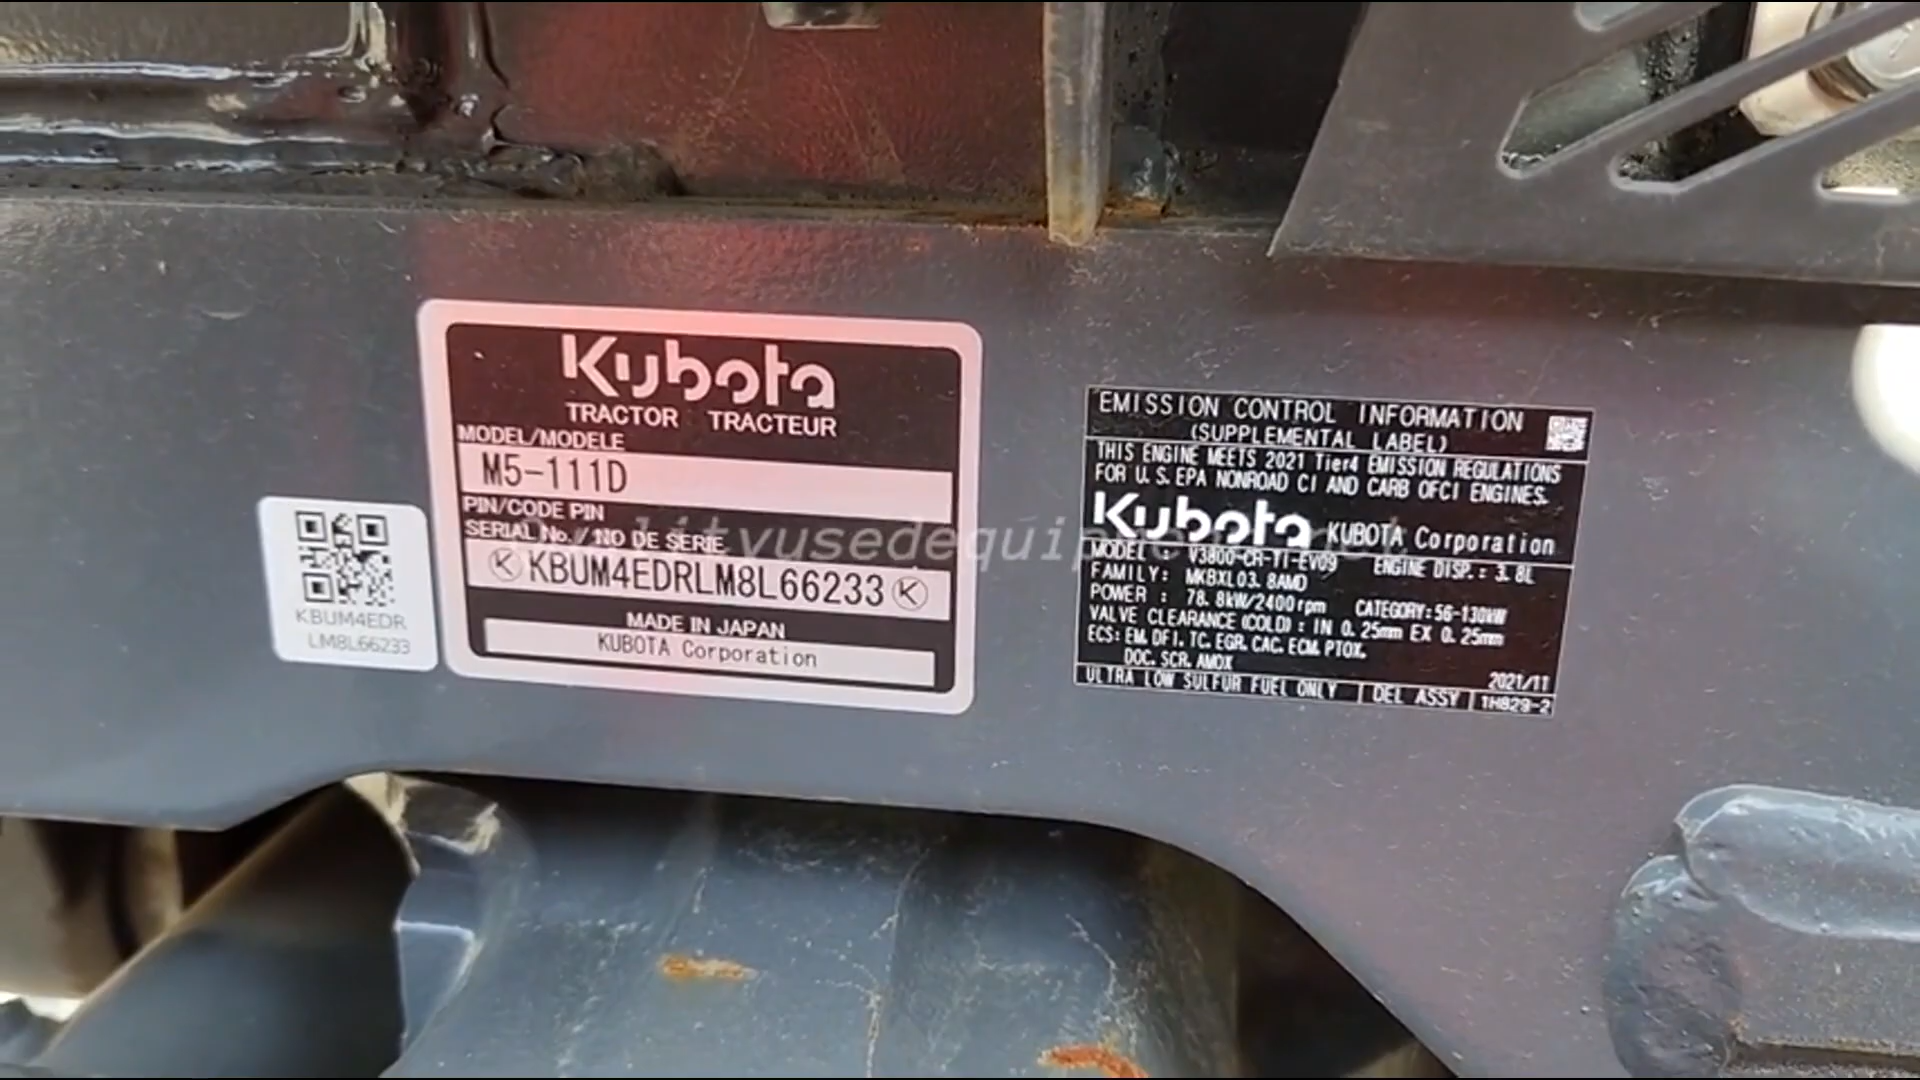 Kubota
TRACTOR TRACTEUR
MODEL/MODELE
M5-111D
PIN/CODE PIN
SERIAL No./ NO DE SERIE
KBUM4EDRLM8L66233
MADE IN JAPAN
KUBOTA Corporation
KBUM4EDR
LM8L66233
EMISSION CONTROL INFORMATION
(SUPPLEMENTAL LABEL)
THIS ENGINE MEETS 2021 Tier4 EMISSION REGULATIONS
FOR U.S.EPA NONROAD CI AND CARB OFCI ENGINES.
Kubota KUBOTA Corporation
MODEL : V3800-CR-TI-EV09 ENGINE DISP.: 3.8L
FAMILY: MKBXL03.8AMD
POWER : 78.8kW/2400rpm CATEGORY:56-130kW
VALVE CLEARANCE (COLD): IN 0.25mm EX 0.25mm
ECS: EM, DFI, TC, EGR, CAC, ECM, PTOX,
DOC, SCR, AMOX
2021/11
ULTRA LOW SULFUR FUEL ONLY DEL ASSY 1H829-2